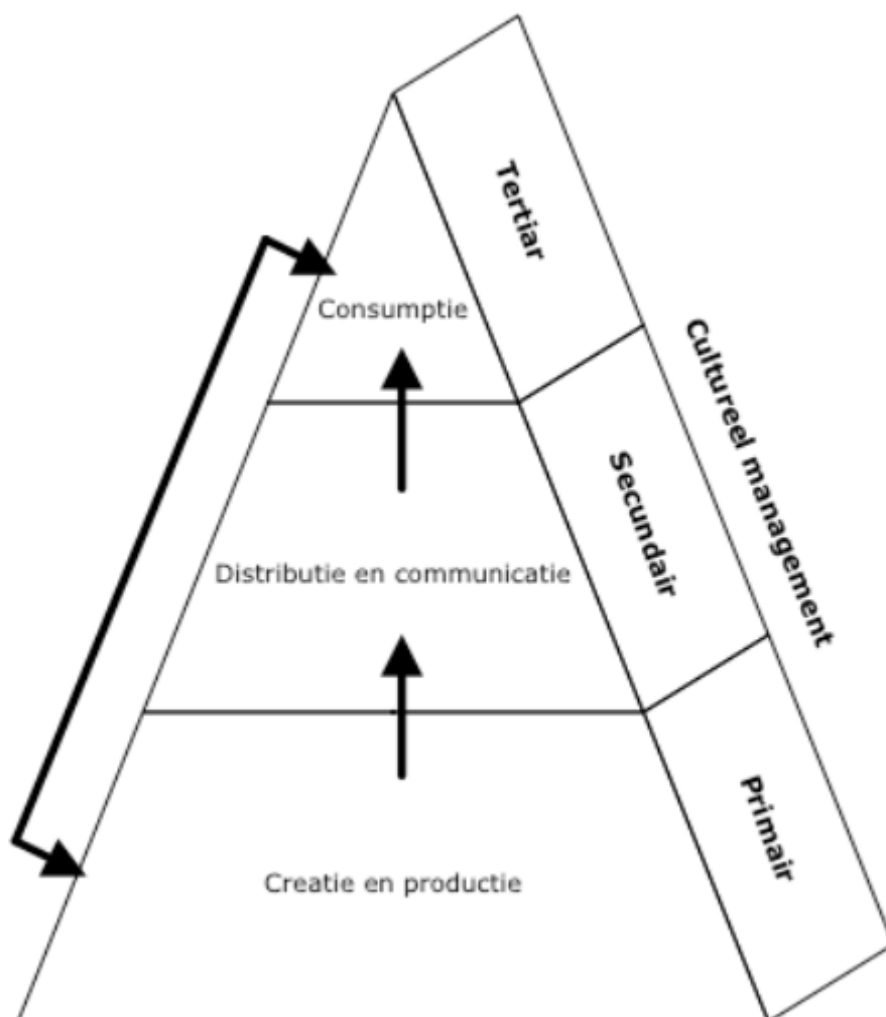 Tertiar
Consumptie
Cultureel management
Secundair
Distributie en communicatie
Primair
Creatie en productie